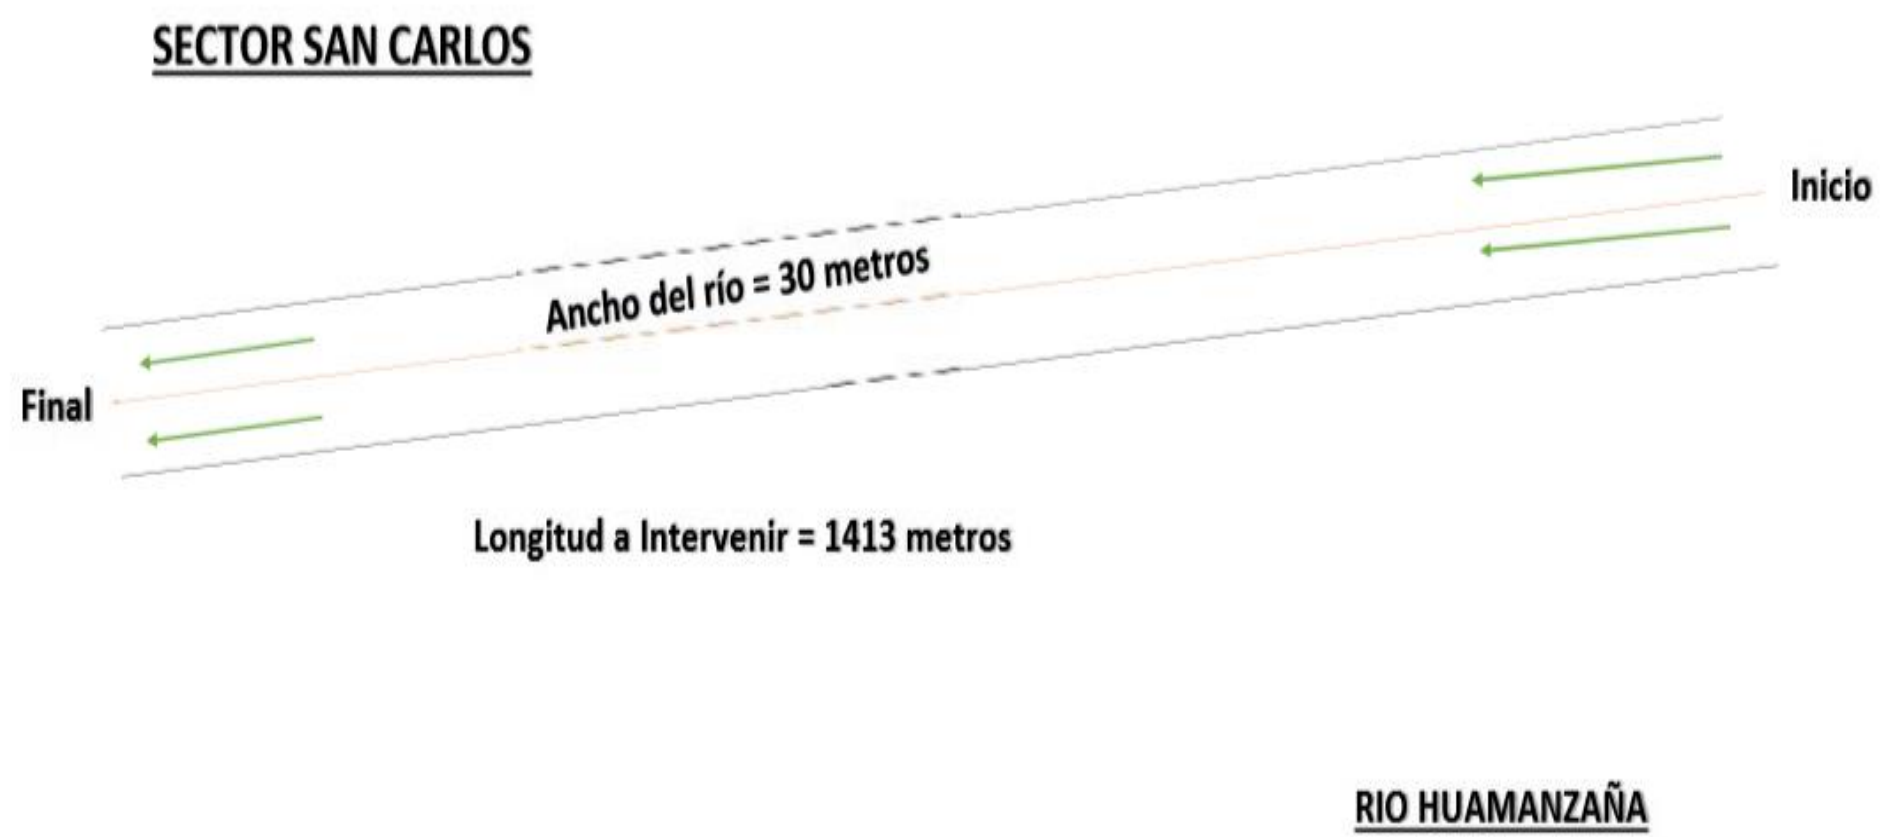 SECTOR SAN CARLOS
Inicio
Ancho del río = 30 metros
Final
Longitud a Intervenir = 1413 metros
RIO HUAMANZAÑA